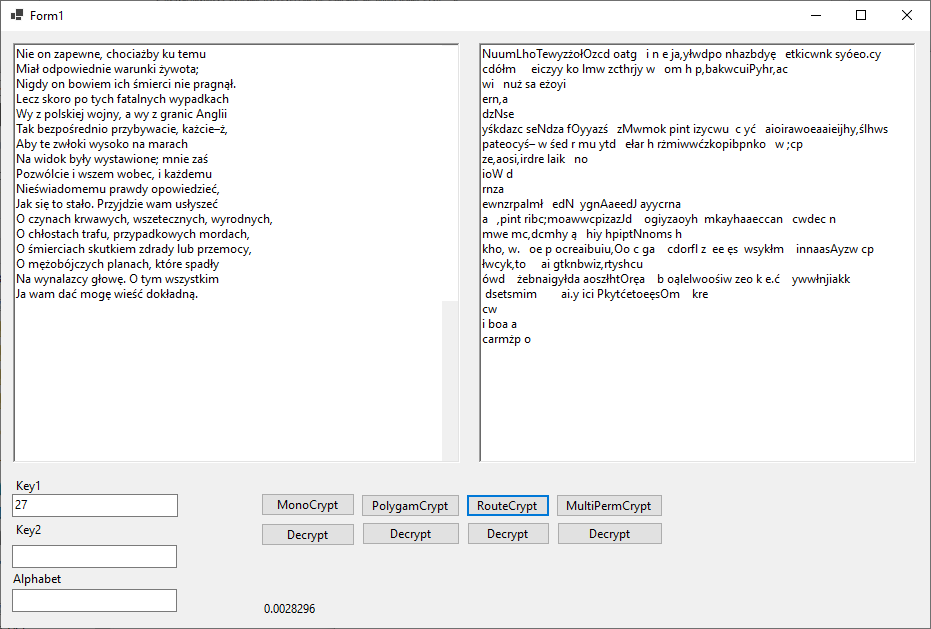 Form1
Nie on zapewne, chociażby ku temu
Miał odpowiednie warunki żywota;
Nigdy on bowiem ich śmierci nie pragnął.
Lecz skoro po tych fatalnych wypadkach
Wy z polskiej wojny, a wy z granic Anglii
Tak bezpośrednio przybywacie, każcie–ż,
Aby te zwłoki wysoko na marach
Na widok były wystawione; mnie zaś
Pozwólcie i wszem wobec, i każdemu
Nieświadomemu prawdy opowiedzieć,
Jak się to stało. Przyjdzie wam usłyszeć
O czynach krwawych, wszetecznych, wyrodnych,
O chłostach trafu, przypadkowych mordach,
O śmierciach skutkiem zdrady lub przemocy,
O mężobójczych planach, które spadły
Na wynalazcy głowę. O tym wszystkim
Ja wam dać mogę wieść dokładną.
NuumLhoTewyzżołOzcd oatg   i n e ja,yłwdpo nhazbdyę   etkicwnk syóeo.cy
cdółm     eiczyy ko lmw zcthrjy w   om h p,bakwcuiPyhr,ac
wi   nuż sa eżoyi
ern,a
dzNse
yśkdazc seNdza fOyyazś   zMwmok pint izycwu  c yć   aioirawoeaaieijhy,ślhws
pateocyś– w śed r mu ytd   ełar h rżmiwwćzkopibpnko   w ;cp
ze,aosi,irdre laik   no
ioW d
rnza
ewnzrpalmł   edN  ygnAaeedJ ayycrna
a   ,pint ribc;moawwcpizazJd    ogiyzaoyh  mkayhaaeccan   cwdec n
mwe mc,dcmhy ą   hiy hpiptNnoms h
kho, w.   oe p ocreaibuiu,Oo c ga    cdorfl z  ee ęs  wsykłm    innaasAyzw cp
łwcyk,to     ai gtknbwiz,rtyshcu
ówd    żebnaigyłda aoszłhtOręa    b oąlelwoośiw zeo k e.ć    ywwłnjiakk
dsetsmim        ai.y ici PkytćetoeęsOm    kre
cw
i boa a
carmżp o
Key1
27
Key2
Alphabet
MonoCrypt
PolygamCrypt
RouteCrypt
MultiPermCrypt
Decrypt
Decrypt
Decrypt
Decrypt
0.0028296